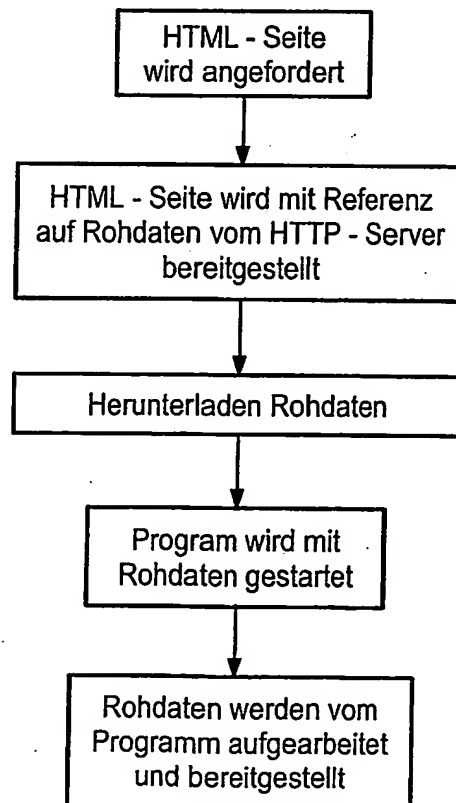 HTML - Seite
wird angefordert
HTML - Seite wird mit Referenz
auf Rohdaten vom HTTP - Server
bereitgestellt
Herunterladen Rohdaten
Program wird mit
Rohdaten gestartet
Rohdaten werden vom
Programm aufgearbeitet
und bereitgestellt